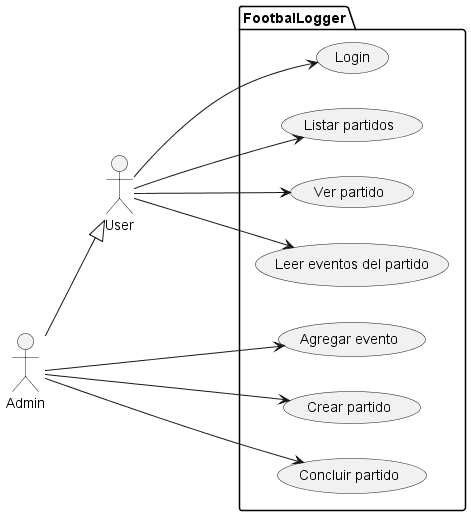 FootbalLogger
Login
Listar partidos
Ver partido
User
Leer eventos del partido
Agregar evento
Admin
Crear partido
Concluir partido